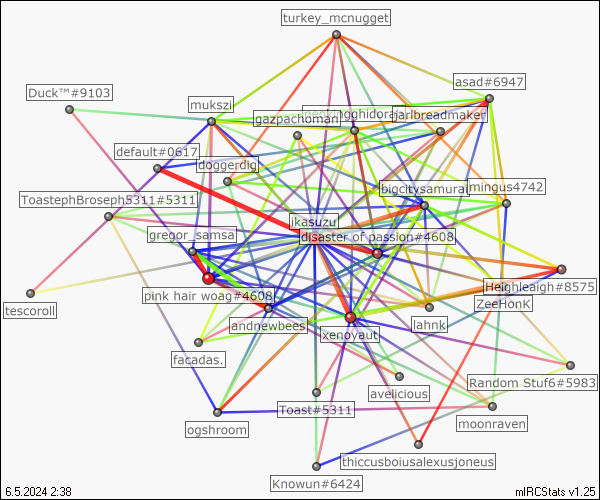 turkey_mcnugget
asad#6947
Duck™#9103
mukszi
gazpachoman
jarlbreadmaker
default#0617
doggerdig
bigcitysamurai
mingus4742
ToastephBroseph5311#5311
ikasuzu
gregor_samsa
disaster of passion#4608
pink hair woag#4608
Heighleaigh#8575
ZeeHonK
tescoroll
andnewbees
xenoyaut
lahnk
facadas.
Random Stuf6#5983
avelicious
Toast#5311
moonraven
ogshroom
thiccusboiusalexusjoneus
Knowun#6424
6.5.2024 2:38
mIRCStats v1.25